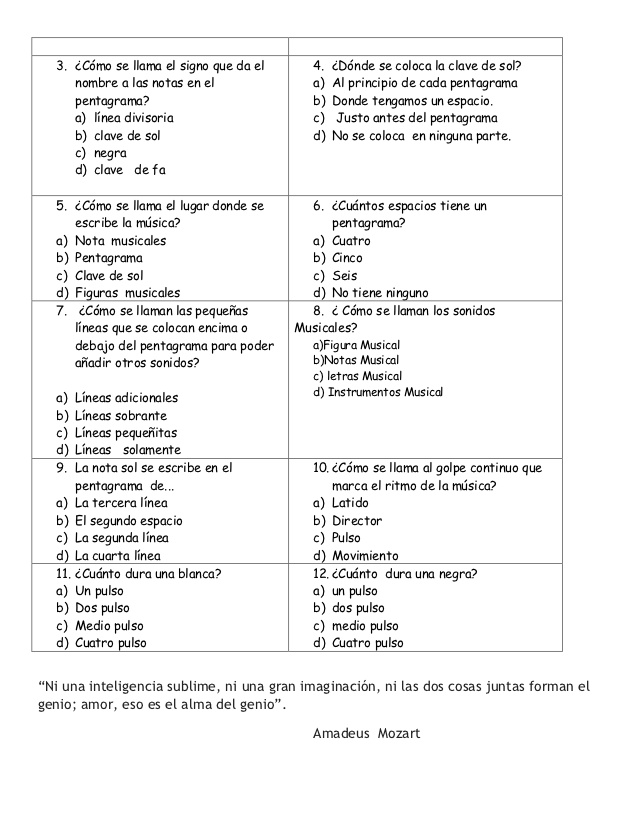 3. ¿Cómo se llama el signo que da el
nombre a las notas en el
pentagrama?
a) línea divisoria
b) clave de sol
c) negra
d) clave de fa
4. ¿Dónde se coloca la clave de sol?
a) Al principio de cada pentagrama
b) Donde tengamos un espacio.
c) Justo antes del pentagrama
d) No se coloca en ninguna parte.
5. ¿Cómo se llama el lugar donde se
escribe la música?
a) Nota musicales
b) Pentagrama
c) Clave de sol
d) Figuras musicales
6. ¿Cuántos espacios tiene un
pentagrama?
a) Cuatro
b) Cinco
c) Seis
d) No tiene ninguno
7. ¿Cómo se llaman las pequeñas
líneas que se colocan encima o
debajo del pentagrama para poder
añadir otros sonidos?
a) Líneas adicionales
b) Líneas sobrante
c) Líneas pequeñitas
d) Líneas solamente
8. ¿ Cómo se llaman los sonidos
Musicales?
a)Figura Musical
b)Notas Musical
c) letras Musical
d) Instrumentos Musical
9. La nota sol se escribe en el
pentagrama de...
a) La tercera línea
b) El segundo espacio
c) La segunda línea
d) La cuarta línea
10. ¿Cómo se llama al golpe continuo que
marca el ritmo de la música?
a) Latido
b) Director
c) Pulso
d) Movimiento
11. ¿Cuánto dura una blanca?
a) Un pulso
b) Dos pulso
c) Medio pulso
d) Cuatro pulso
12. ¿Cuánto dura una negra?
a) un pulso
b) dos pulso
c) medio pulso
d) Cuatro pulso
“Ni una inteligencia sublime, ni una gran imaginación, ni las dos cosas juntas forman el
genio; amor, eso es el alma del genio”.
Amadeus Mozart